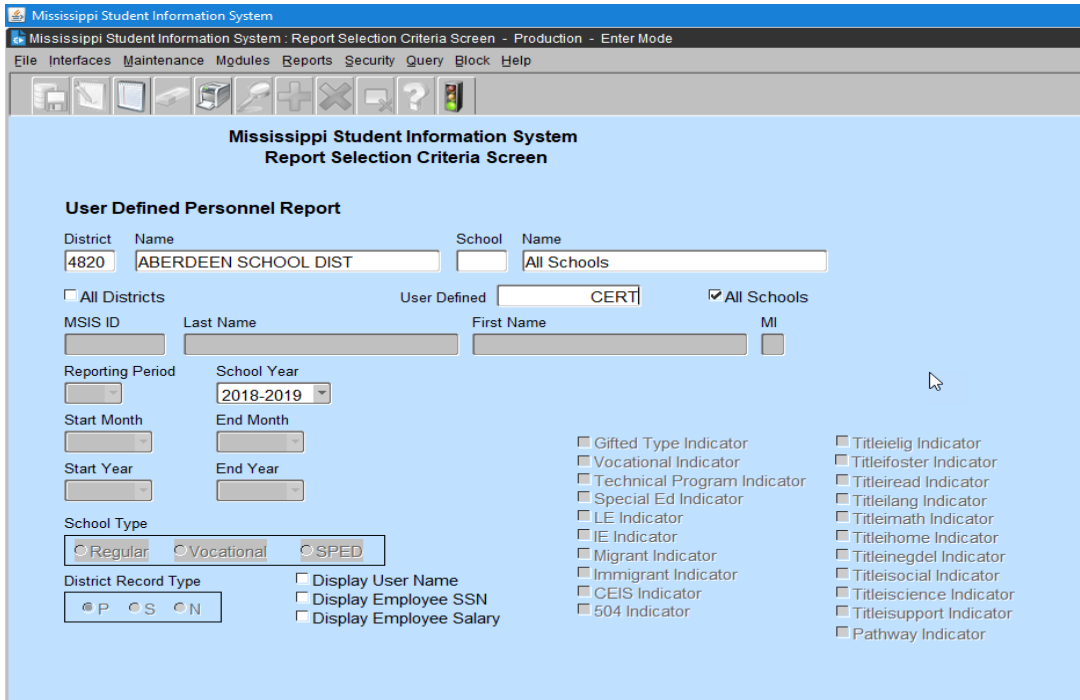 Mississippi Student Information System
Mississippi Student Information System : Report Selection Criteria Screen - Production - Enter Mode
File Interfaces Maintenance Modules Reports Security Query Block Help
Mississippi Student Information System
Report Selection Criteria Screen
User Defined Personnel Report
District Name School Name
4820 ABERDEEN SCHOOL DIST All Schools
All Districts User Defined CERT All Schools
MSIS ID Last Name First Name MI
Reporting Period School Year
2018-2019
Start Month End Month
Start Year End Year
School Type
Regular Vocational SPED
District Record Type
P S N
Display User Name
Display Employee SSN
Display Employee Salary
Gifted Type Indicator
Vocational Indicator
Technical Program Indicator
Special Ed Indicator
LE Indicator
IE Indicator
Migrant Indicator
Immigrant Indicator
CEIS Indicator
504 Indicator
Titleielig Indicator
Titleifoster Indicator
Titleiread Indicator
Titleilang Indicator
Titleimath Indicator
Titleihome Indicator
Titleinegdel Indicator
Titleisocial Indicator
Titleiscience Indicator
Titleisupport Indicator
Pathway Indicator